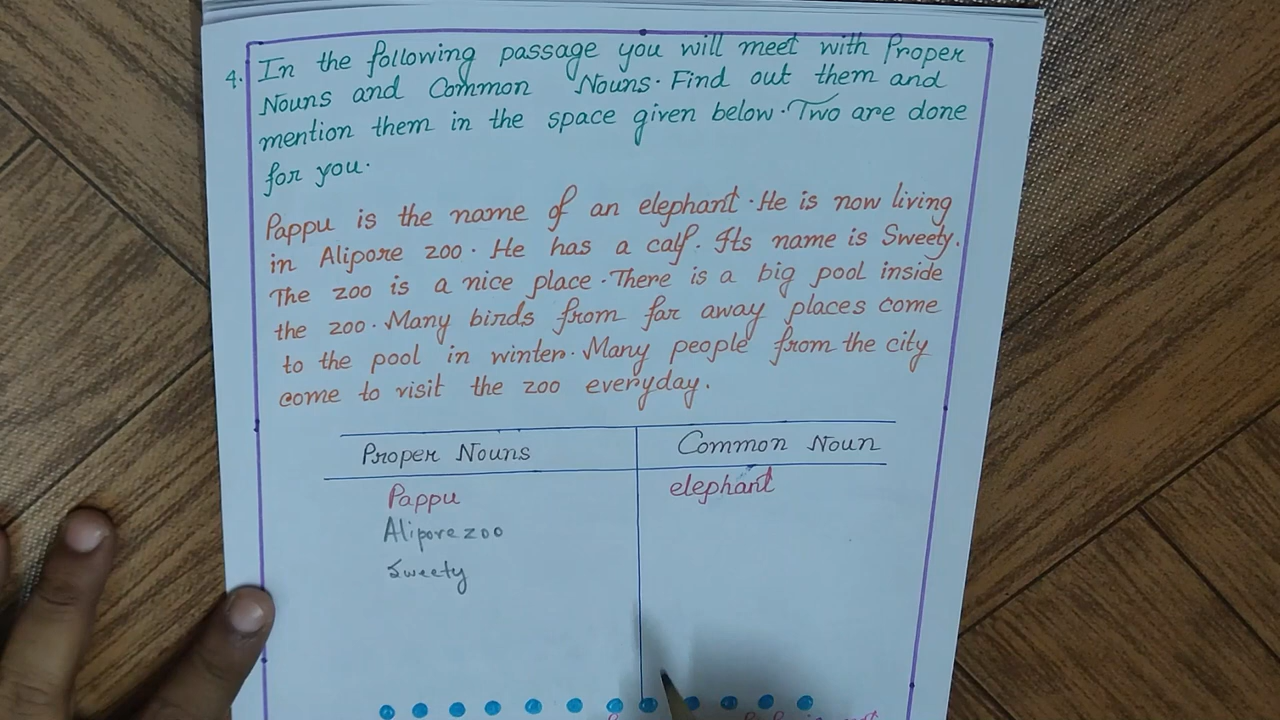 4. In the following passage you will meet with Proper
Nouns and Common Nouns. Find out them and
mention them in the space given below. Two are done
for you.
Pappu is the name of an elephant. He is now living
in Alipore zoo. He has a calf. Its name is Sweety.
The zoo is a nice place. There is a big pool inside
the zoo. Many birds from far away places come
to the pool in winter. Many people from the city
come to visit the zoo everyday.
Proper Nouns Common Noun
Pappu elephant
Alipore zoo
Sweety